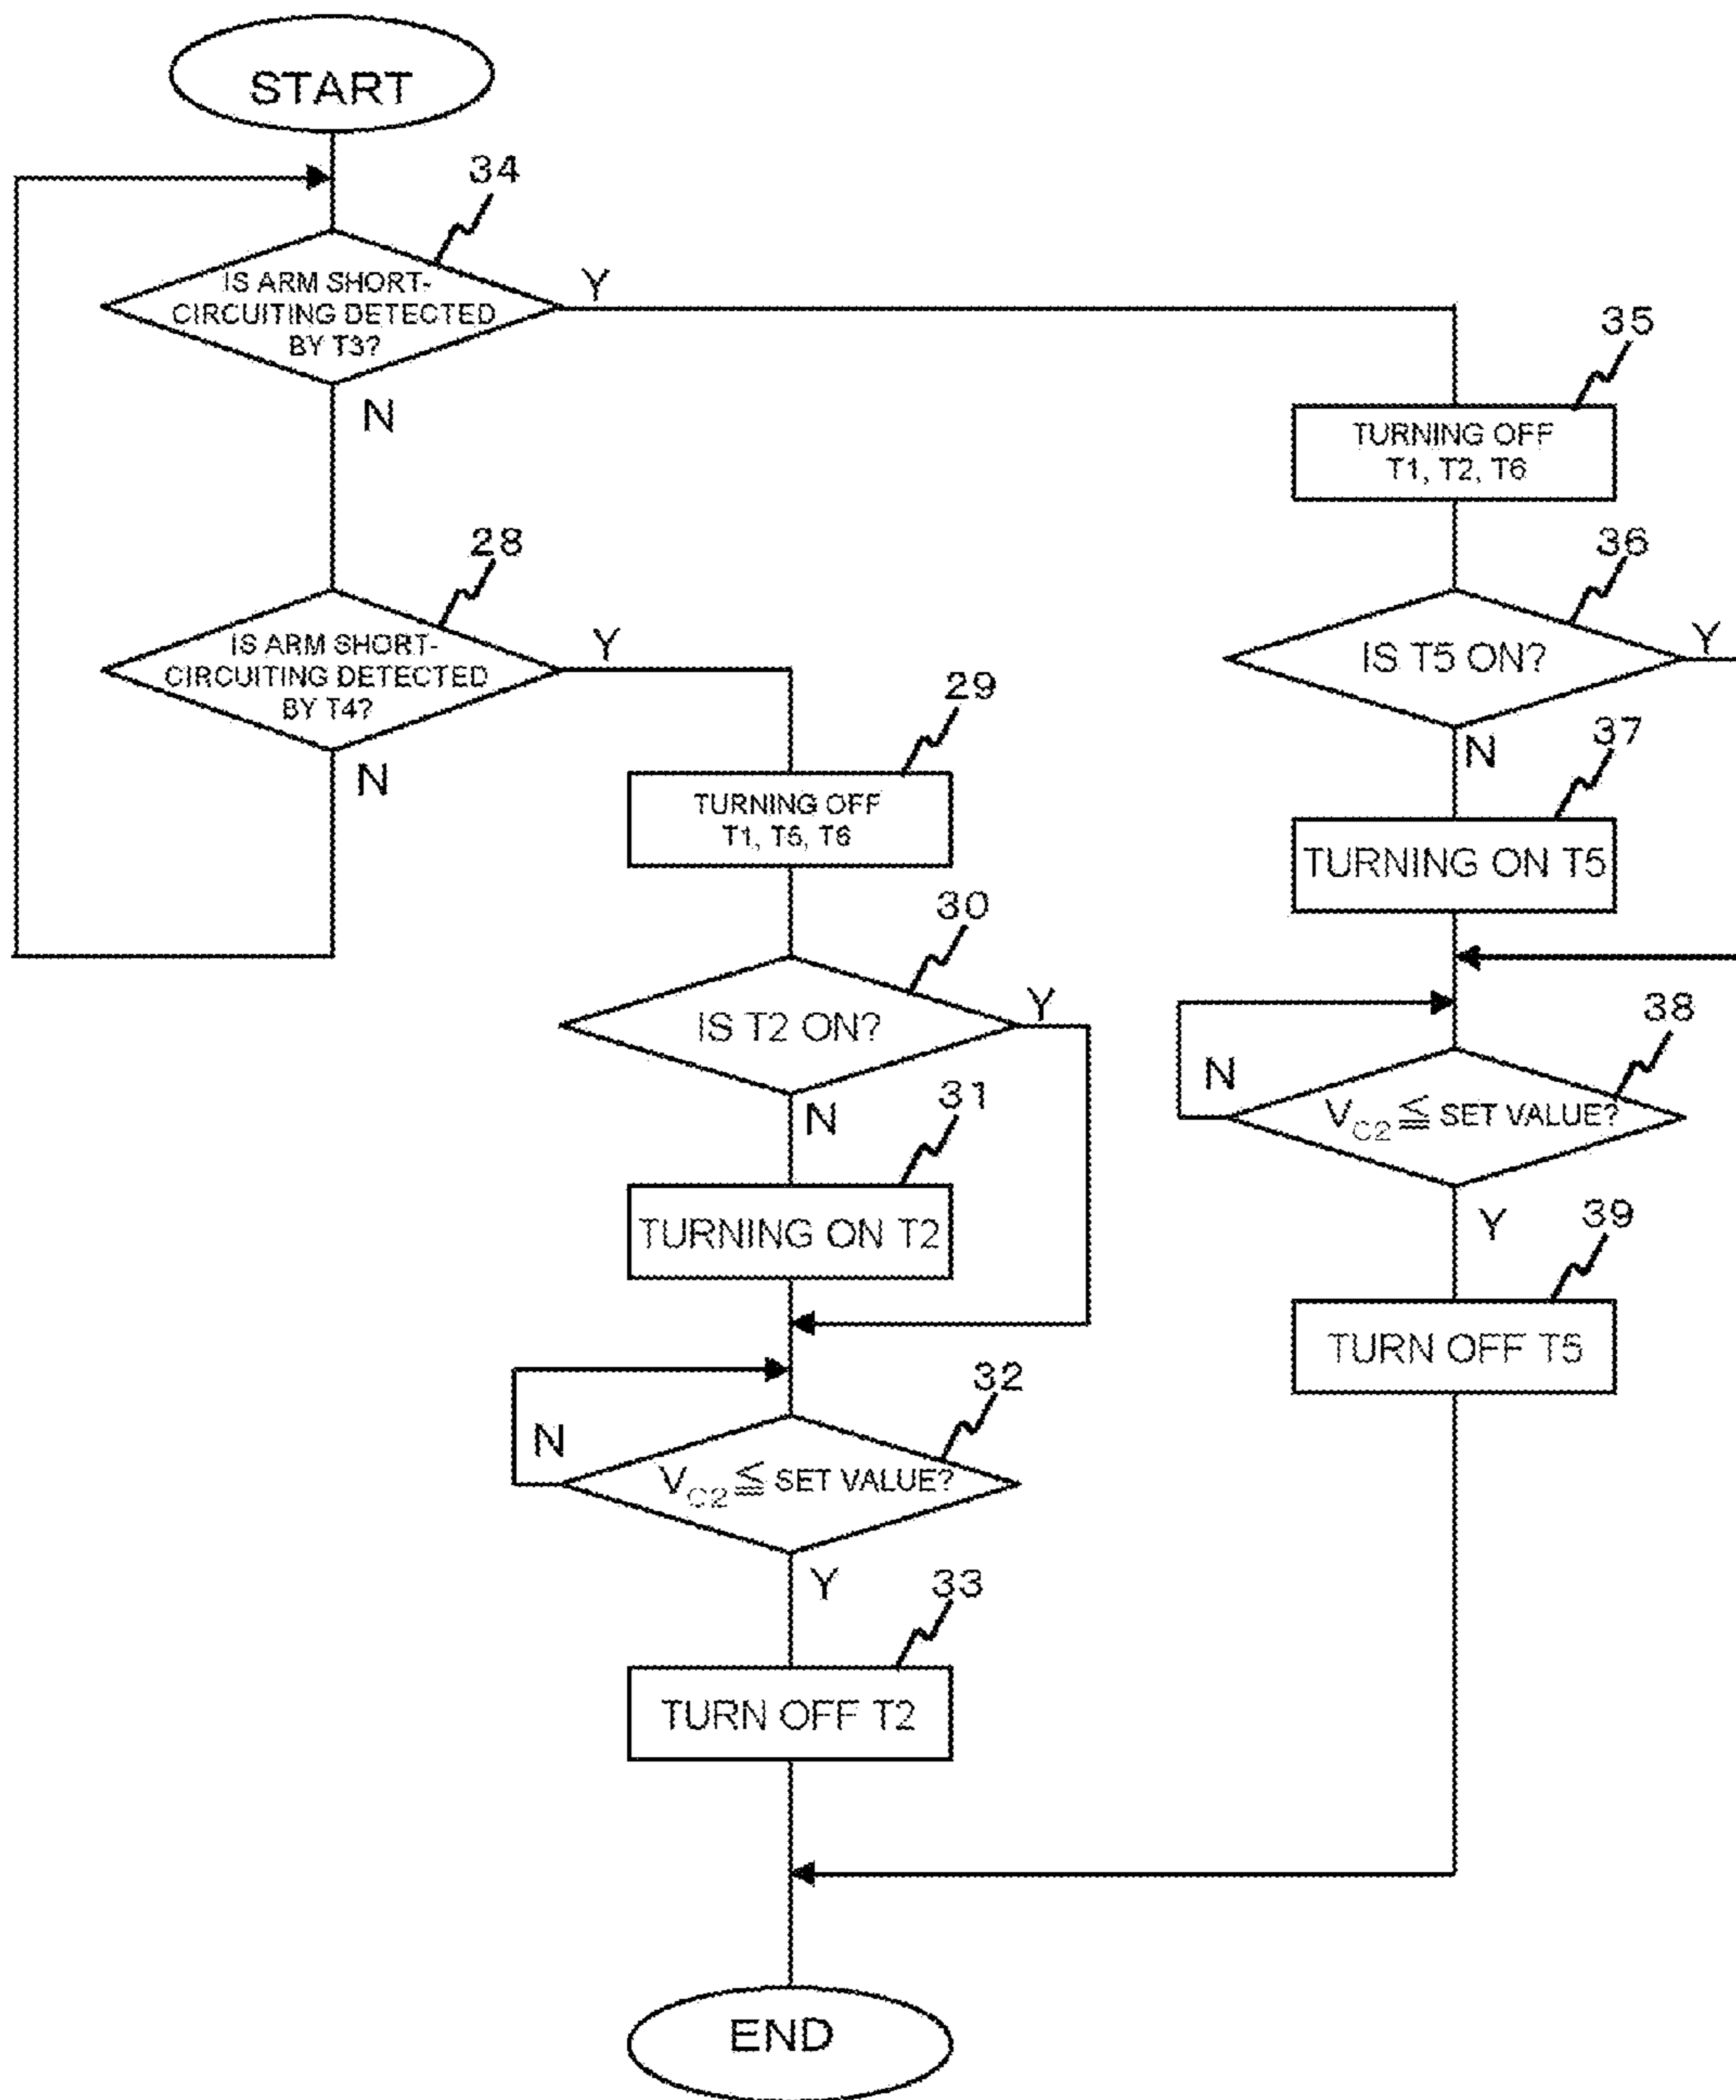 START
34
IS ARM SHORT-
CIRCUITING DETECTED
BY T3?
Y
N
35
TURNING OFF
T1, T2, T6
28
IS ARM SHORT-
CIRCUITING DETECTED
BY T4?
Y
N
36
IS T5 ON?
Y
N
29
TURNING OFF
T1, T5, T6
37
TURNING ON T5
30
IS T2 ON?
Y
N
38
VC2 ≦ SET VALUE?
N
Y
31
TURNING ON T2
39
TURN OFF T5
32
VC2 ≦ SET VALUE?
N
Y
33
TURN OFF T2
END